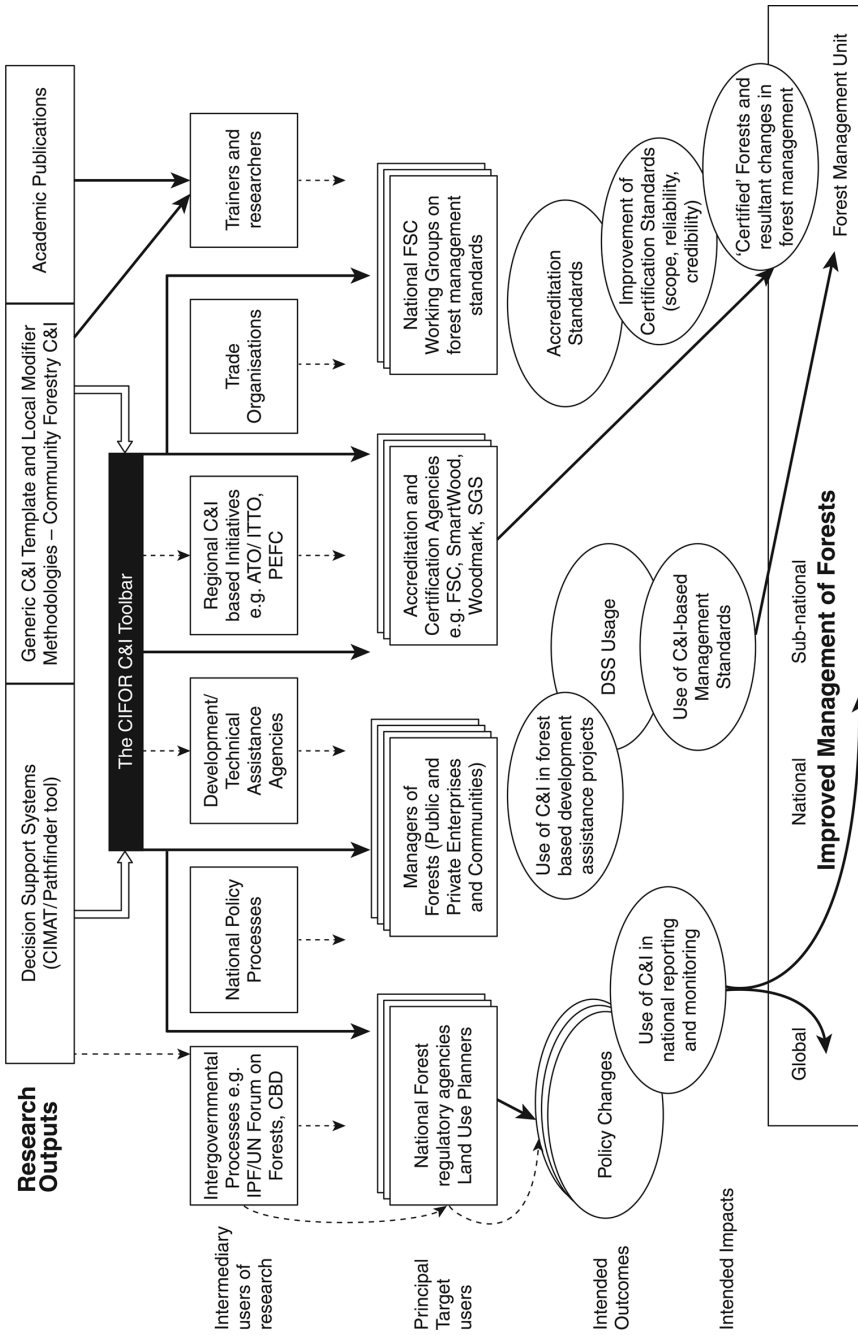 Research
Outputs
Decision Support Systems
(CIMAT/Pathfinder tool)
Generic C&I Template and Local Modifier
Methodologies – Community Forestry C&I
Academic Publications
The CIFOR C&I Toolbar
Intermediary
users of
research
Intergovernmental
Processes e.g.
IPF/UN Forum on
Forests, CBD
National Policy
Processes
Development/
Technical
Assistance
Agencies
Regional C&I
based Initiatives
e.g. ATO/ ITTO,
PEFC
Trade
Organisations
Trainers and
researchers
Principal
Target
users
National Forest
regulatory agencies
Land Use Planners
Managers of
Forests (Public and
Private Enterprises
and Communities)
Accreditation and
Certification Agencies
e.g. FSC, SmartWood,
Woodmark, SGS
National FSC
Working Groups on
forest management
standards
Intended
Outcomes
Policy Changes
Use of C&I in
national reporting
and monitoring
Use of C&I in forest
based development
assistance projects
DSS Usage
Use of C&I-based
Management
Standards
Accreditation
Standards
Improvement of
Certification Standards
(scope, reliability,
credibility)
‘Certified’ Forests and
resultant changes in
forest management
Intended Impacts
Global
National
Sub-national
Forest Management Unit
Improved Management of Forests